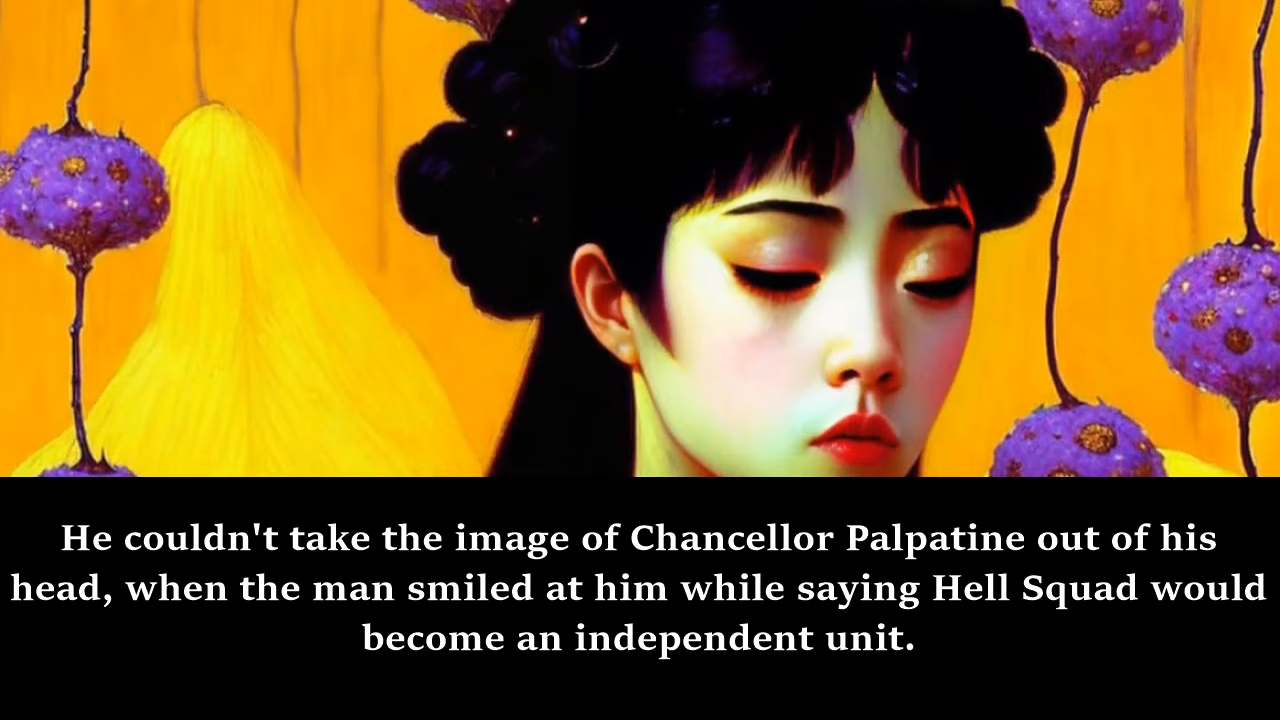 He couldn't take the image of Chancellor Palpatine out of his
head, when the man smiled at him while saying Hell Squad would
become an independent unit.